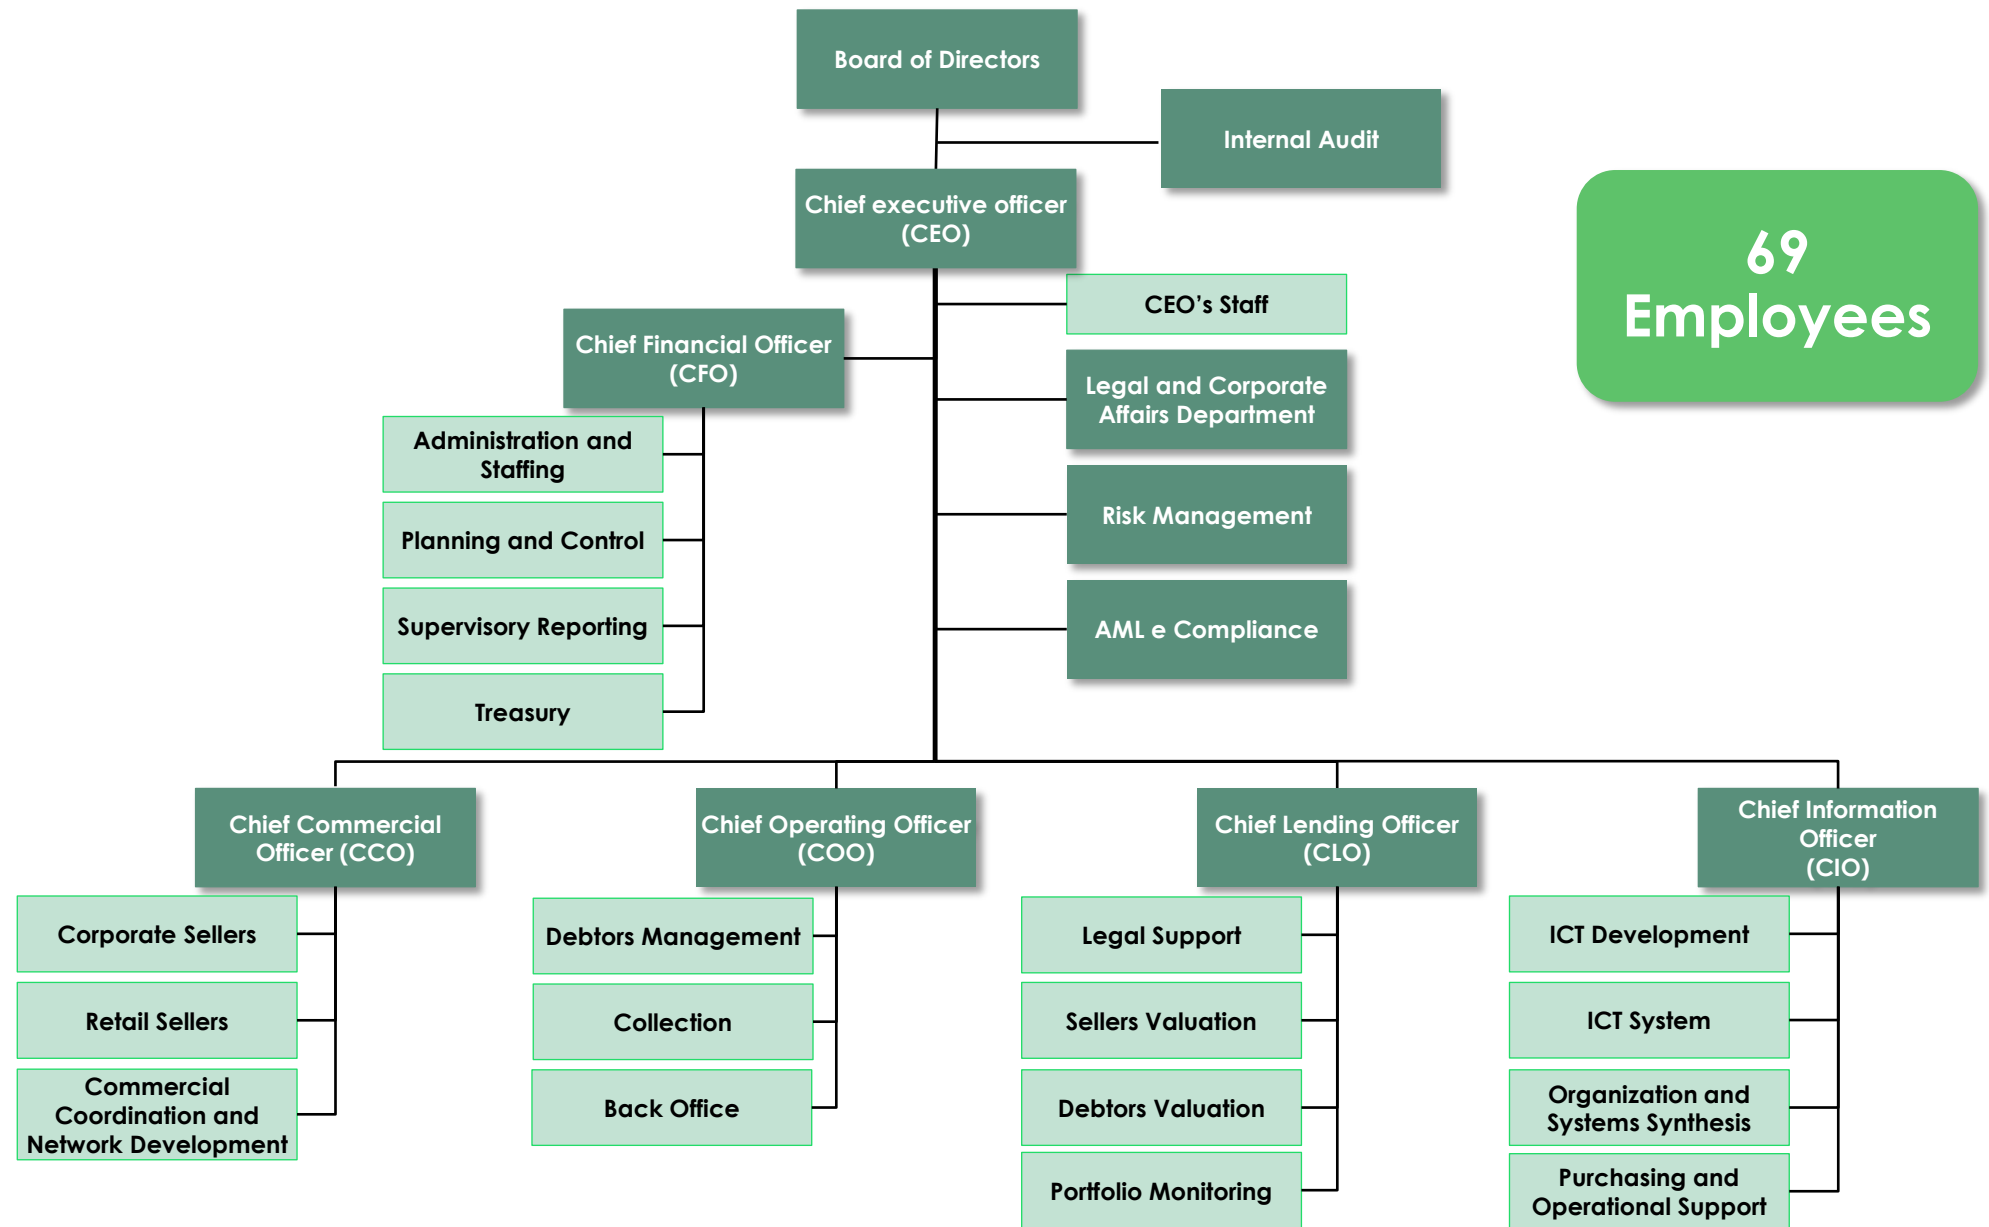 Board of Directors
Internal Audit
Chief executive officer
(CEO)
69
Employees
CEO’s Staff
Chief Financial Officer
(CFO)
Legal and Corporate
Affairs Department
Administration and
Staffing
Risk Management
Planning and Control
Supervisory Reporting
AML e Compliance
Treasury
Chief Commercial
Officer (CCO)
Chief Operating Officer
(COO)
Chief Lending Officer
(CLO)
Chief Information
Officer
(CIO)
Corporate Sellers
Retail Sellers
Commercial
Coordination and
Network Development
Debtors Management
Collection
Back Office
Legal Support
Sellers Valuation
Debtors Valuation
Portfolio Monitoring
ICT Development
ICT System
Organization and
Systems Synthesis
Purchasing and
Operational Support